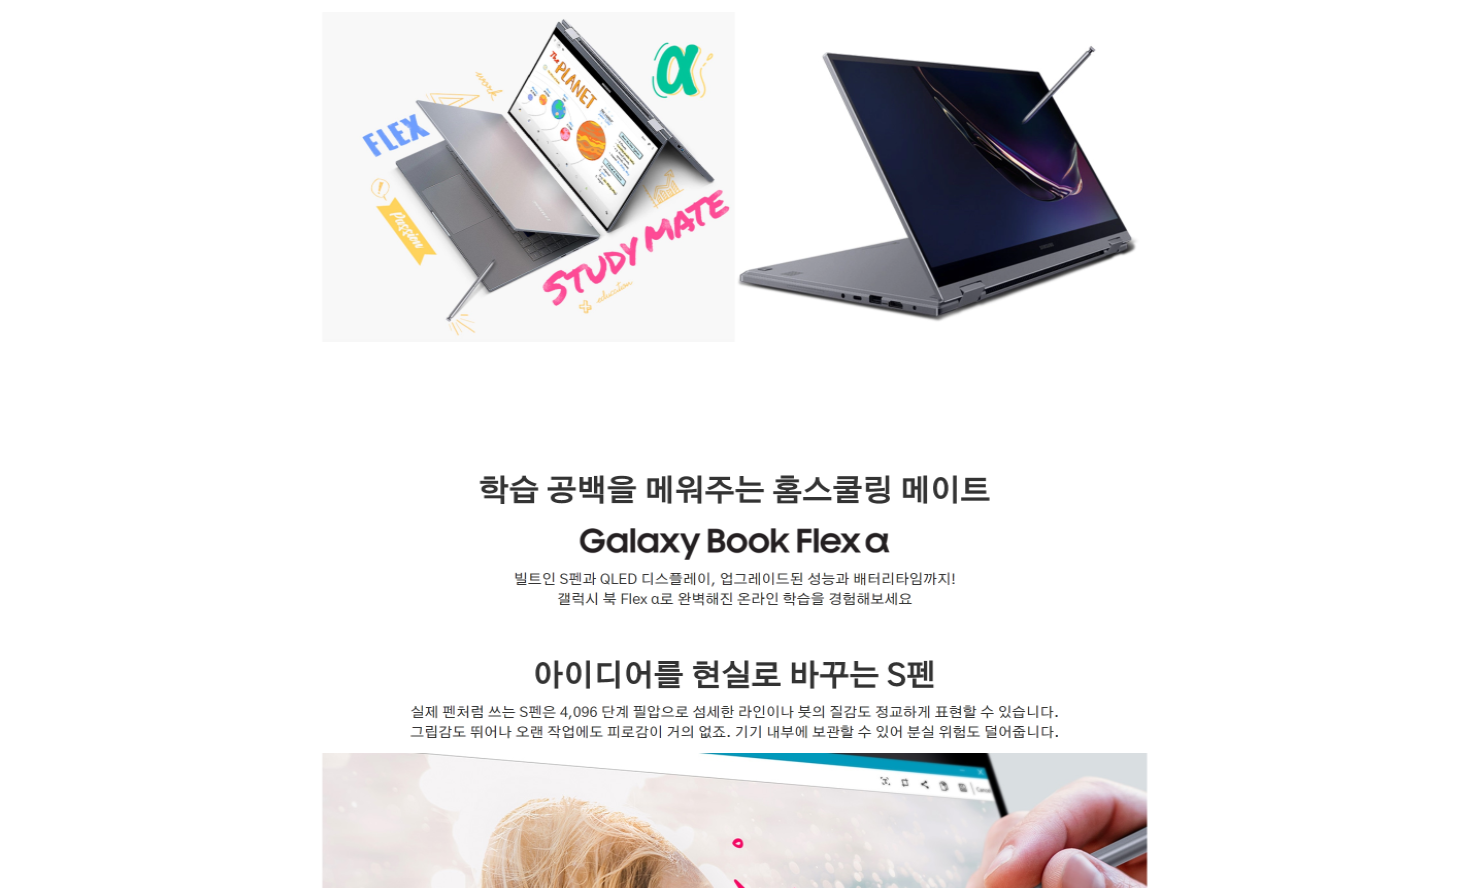 The PLANET
α
from
FLEX
Passion
STUDY MATE
education
SAMSUNG
학습 공백을 메워주는 홈스쿨링 메이트
Galaxy Book Flex α
빌트인 S펜과 QLED 디스플레이, 업그레이드된 성능과 배터리타임까지!
갤럭시 북 Flex α로 완벽해진 온라인 학습을 경험해보세요
아이디어를 현실로 바꾸는 S펜
실제 펜처럼 쓰는 S펜은 4,096 단계 필압으로 섬세한 라인이나 붓의 질감도 정교하게 표현할 수 있습니다.
그립감도 뛰어나 오랜 작업에도 피로감이 거의 없죠. 기기 내부에 보관할 수 있어 분실 위험도 덜어줍니다.